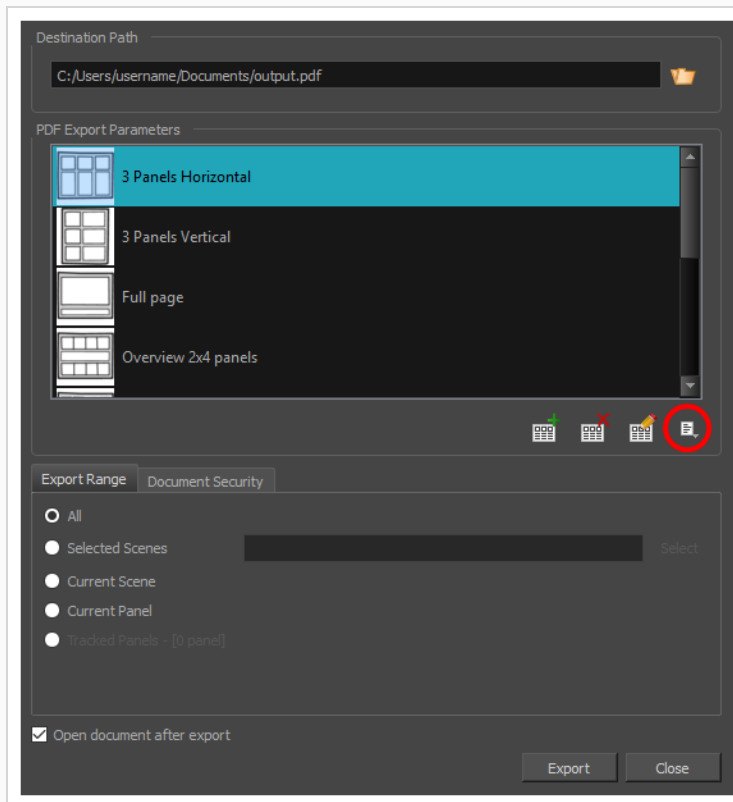 Destination Path
C:/Users/username/Documents/output.pdf
PDF Export Parameters
3 Panels Horizontal
3 Panels Vertical
Full page
Overview 2x4 panels
Export Range Document Security
All
Selected Scenes Select
Current Scene
Current Panel
Tracked Panels - [0 panel]
Open document after export
Export Close